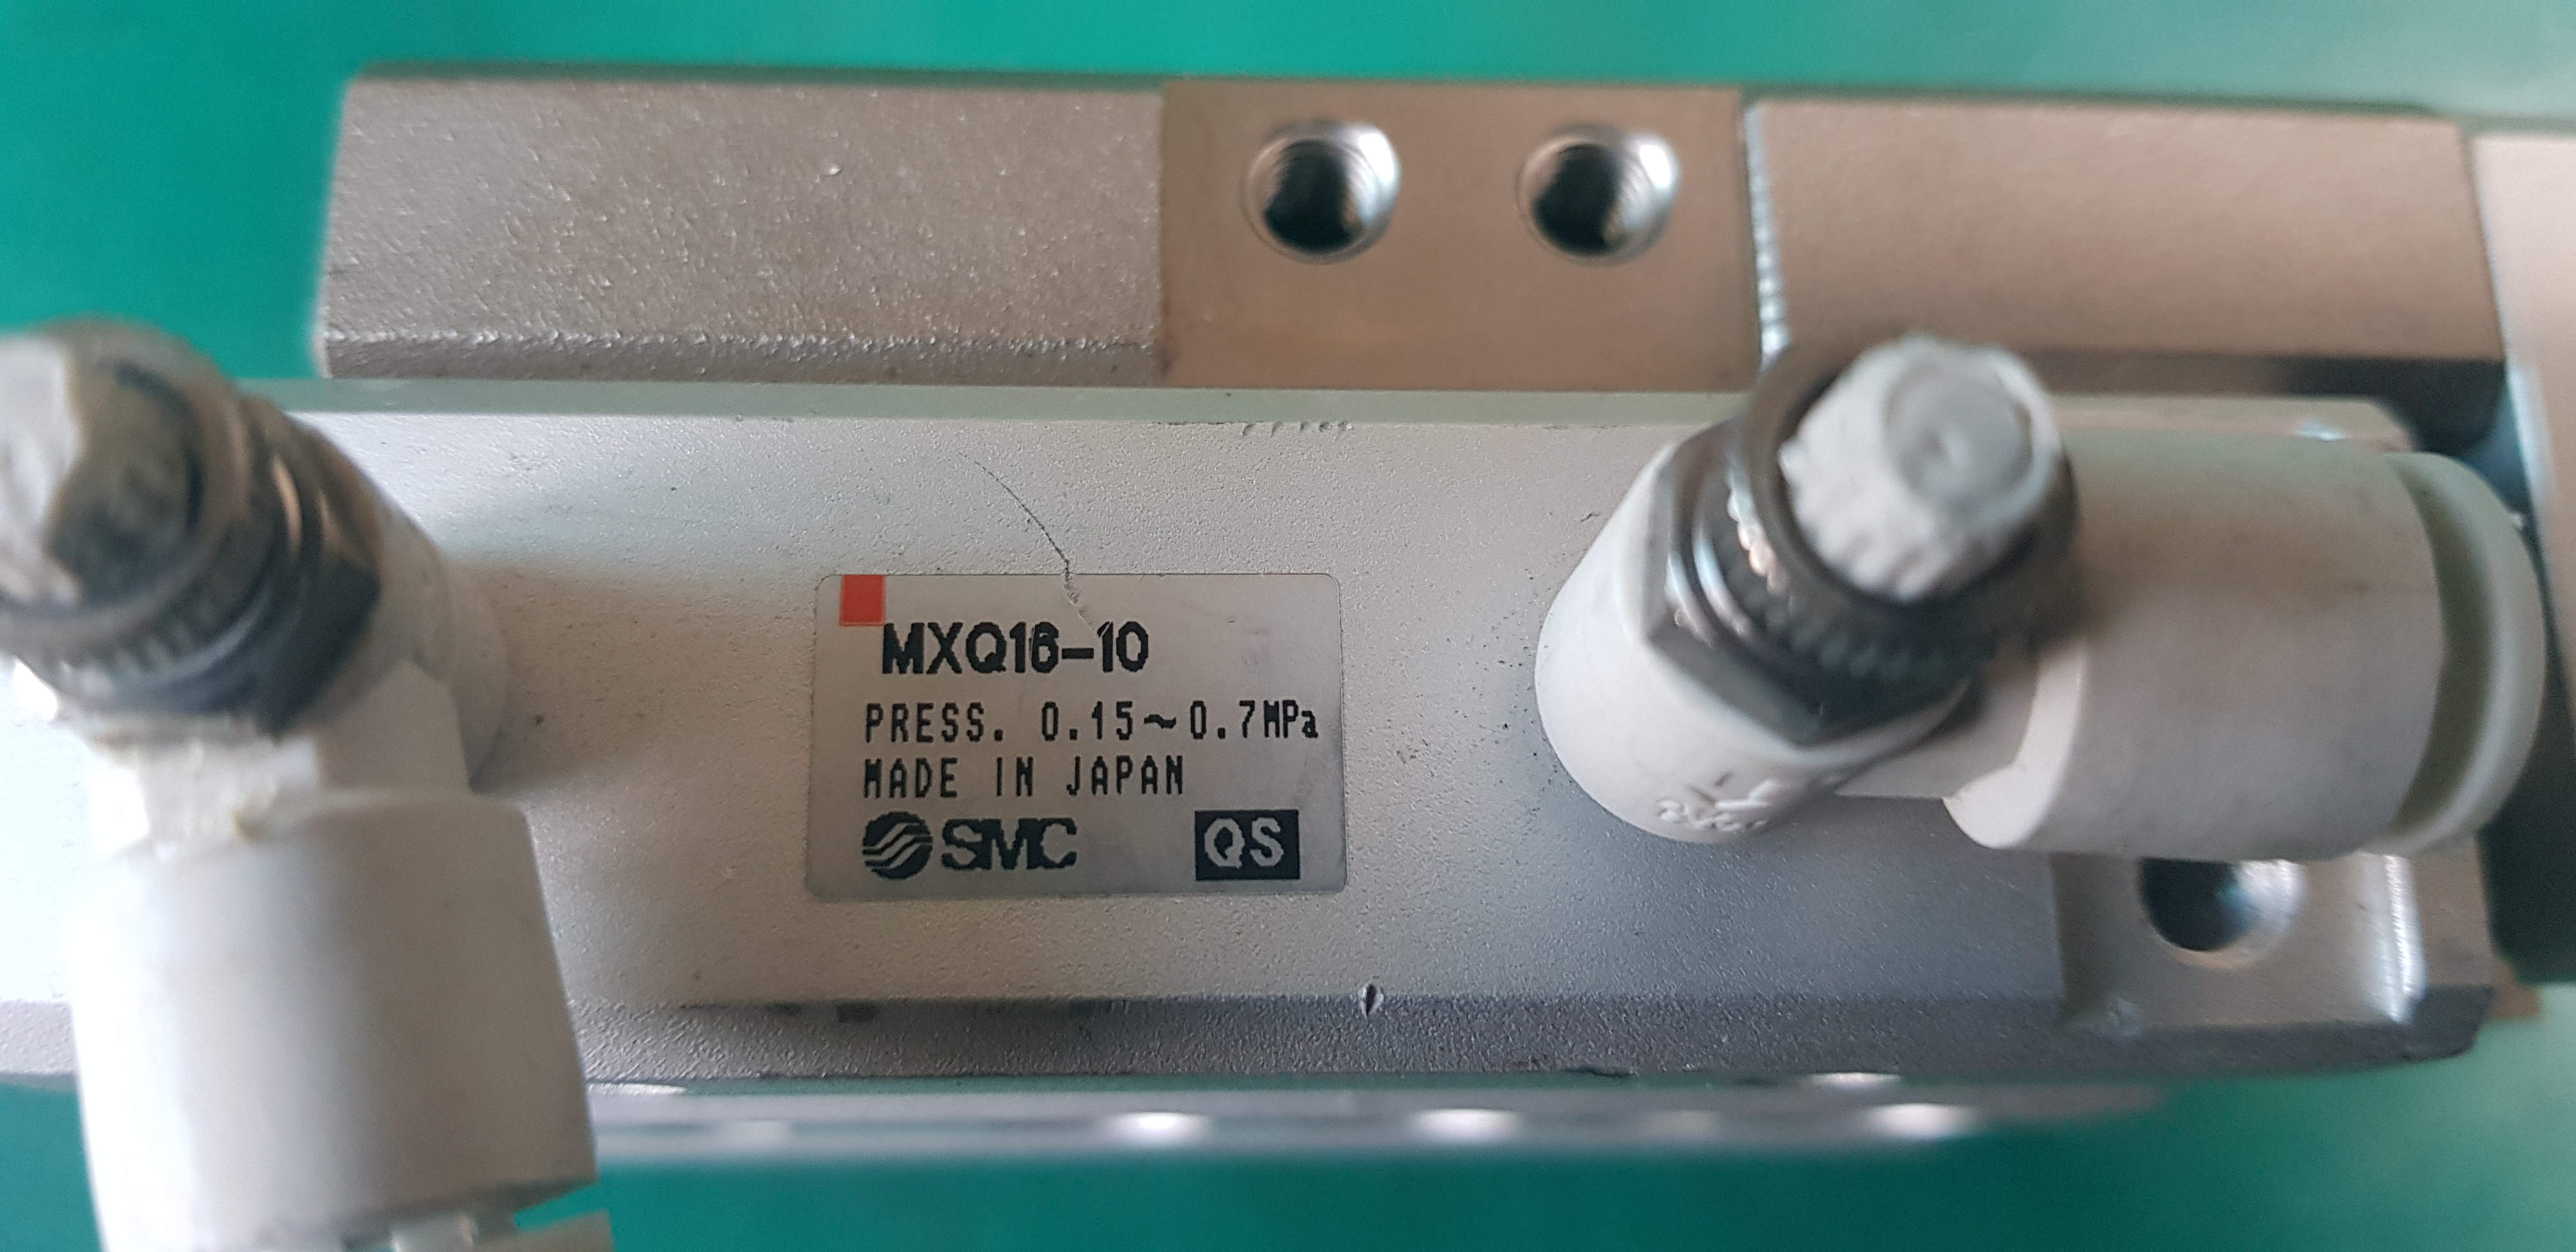 MXQ16-10
PRESS. 0.15~0.7MPa
MADE IN JAPAN
SMC QS